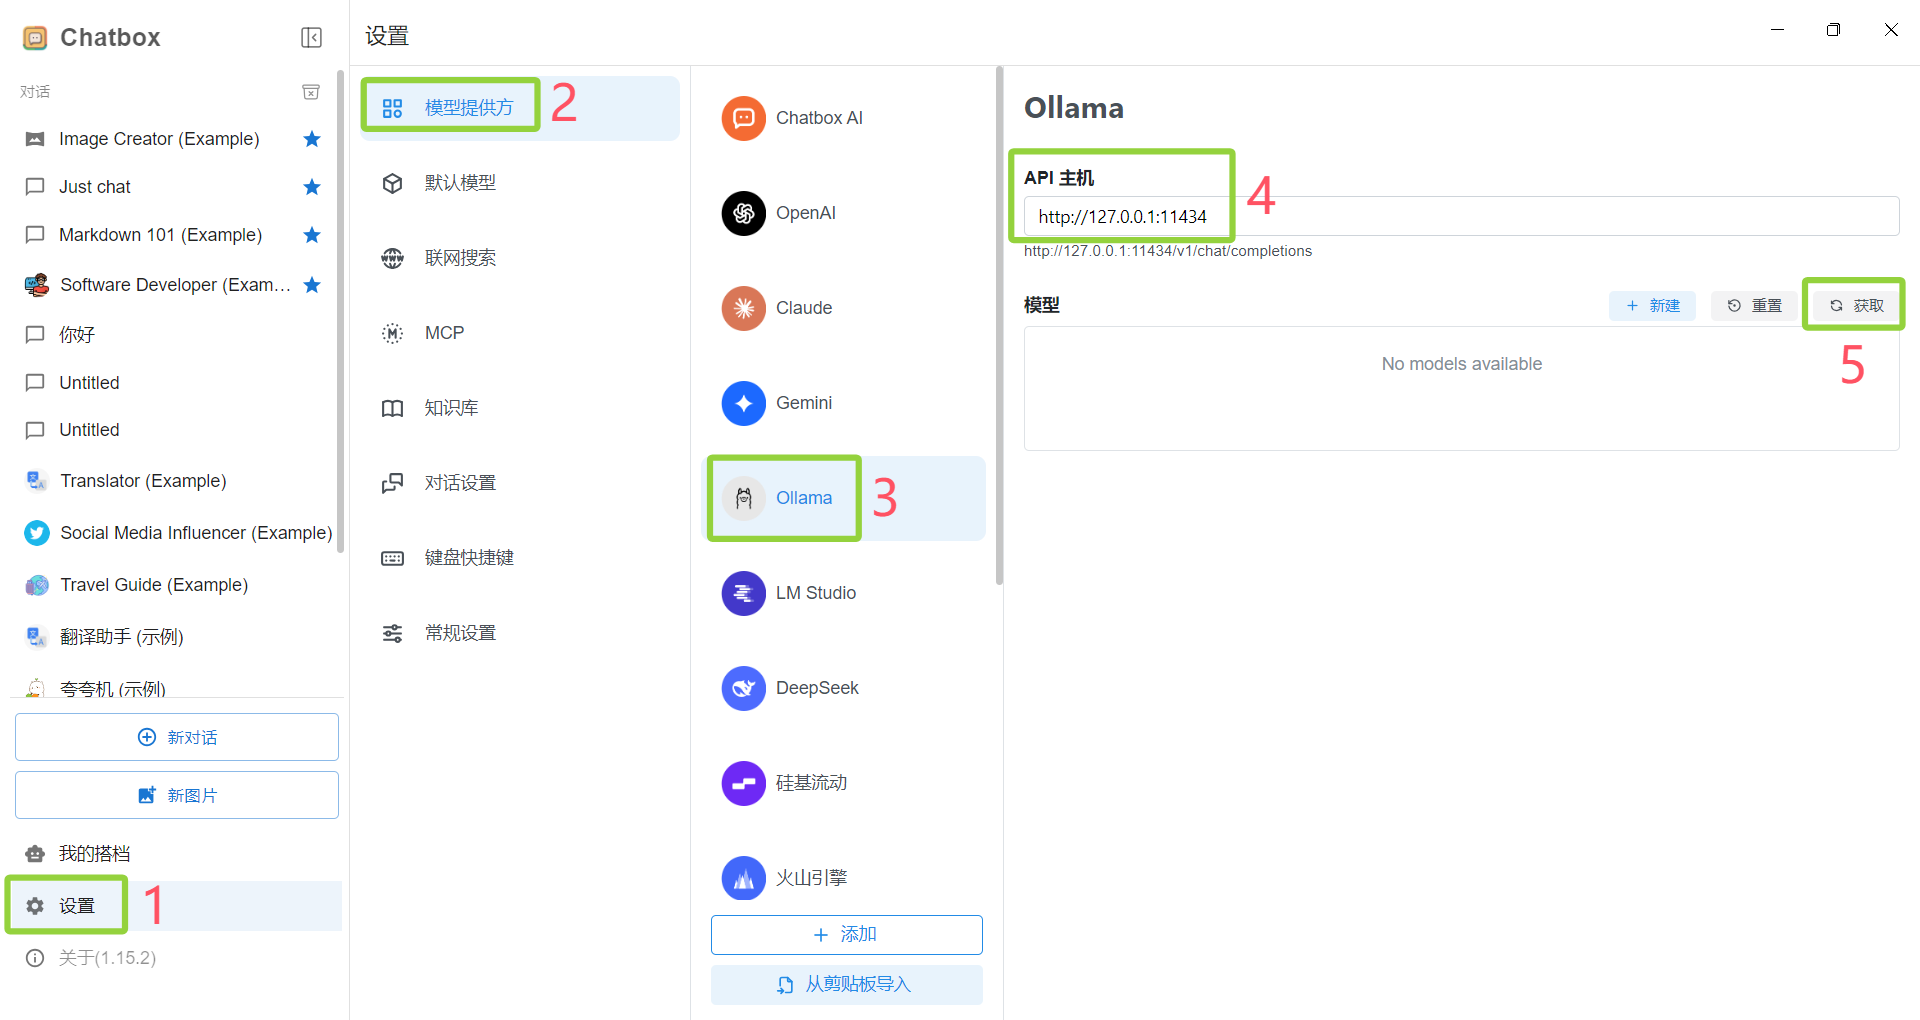 Chatbox
对话
Image Creator (Example)
Just chat
Markdown 101 (Example)
Software Developer (Exam…
你好
Untitled
Untitled
Translator (Example)
Social Media Influencer (Example)
Travel Guide (Example)
翻译助手 (示例)
夸夸机 (示例)
新对话
新图片
我的搭档
设置
1
关于(1.15.2)
设置
模型提供方
2
默认模型
联网搜索
MCP
知识库
对话设置
键盘快捷键
常规设置
Chatbox AI
OpenAI
Claude
Gemini
Ollama
3
LM Studio
DeepSeek
硅基流动
火山引擎
添加
从剪贴板导入
Ollama
API 主机
http://127.0.0.1:11434
4
http://127.0.0.1:11434/v1/chat/completions
模型
新建
重置
获取
5
No models available